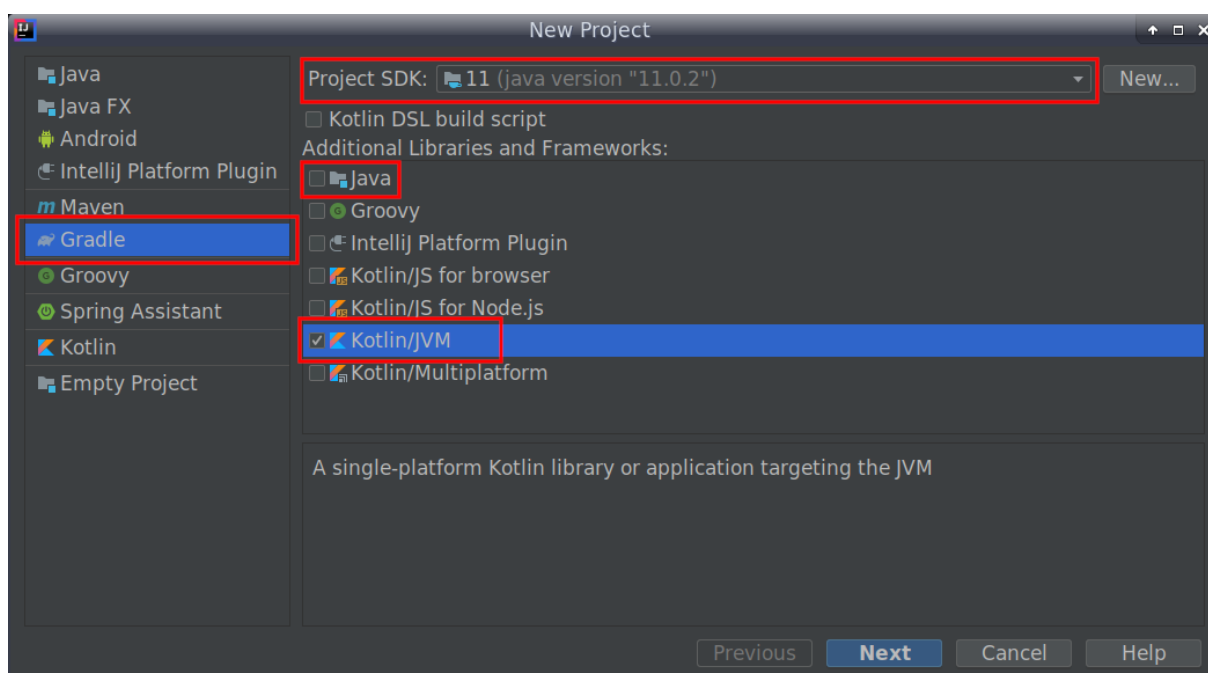 New Project
Java
Java FX
Android
IntelliJ Platform Plugin
Maven
Gradle
Groovy
Spring Assistant
Kotlin
Empty Project
Project SDK: 11 (java version "11.0.2") New...
Kotlin DSL build script
Additional Libraries and Frameworks:
Java
Groovy
IntelliJ Platform Plugin
Kotlin/JS for browser
Kotlin/JS for Node.js
Kotlin/JVM
Kotlin/Multiplatform
A single-platform Kotlin library or application targeting the JVM
Previous Next Cancel Help